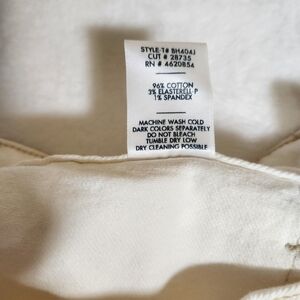 STYLE-T# BH404J
CUT # 28735
RN # 4620854
96% COTTON
3% ELASTERELL-P
1% SPANDEX
MACHINE WASH COLD
DARK COLORS SEPARATELY
DO NOT BLEACH
TUMBLE DRY LOW
DRY CLEANING POSSIBLE